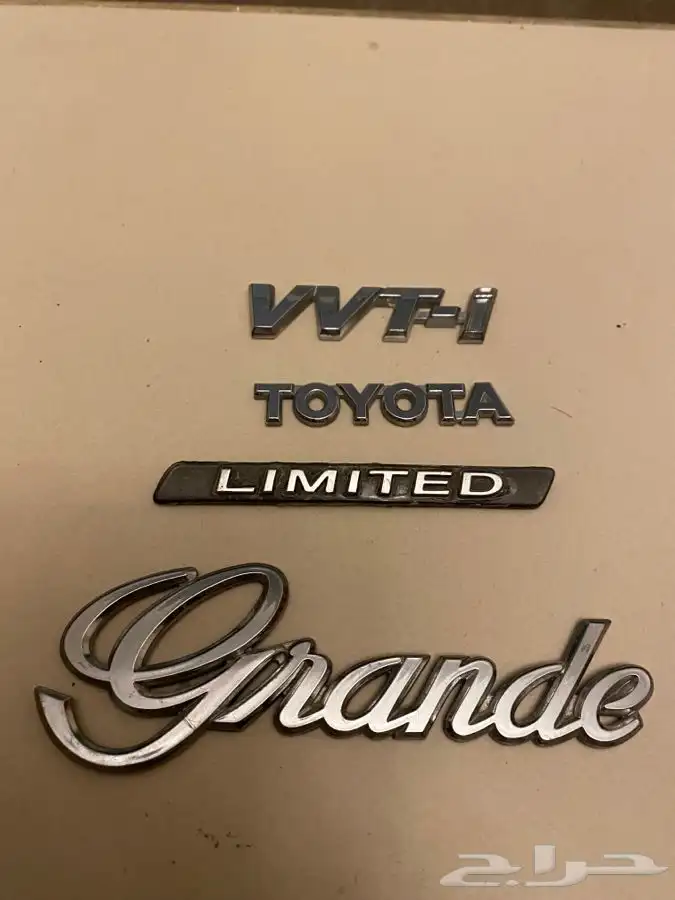 VVT-i
TOYOTA
LIMITED
Grande
حراج